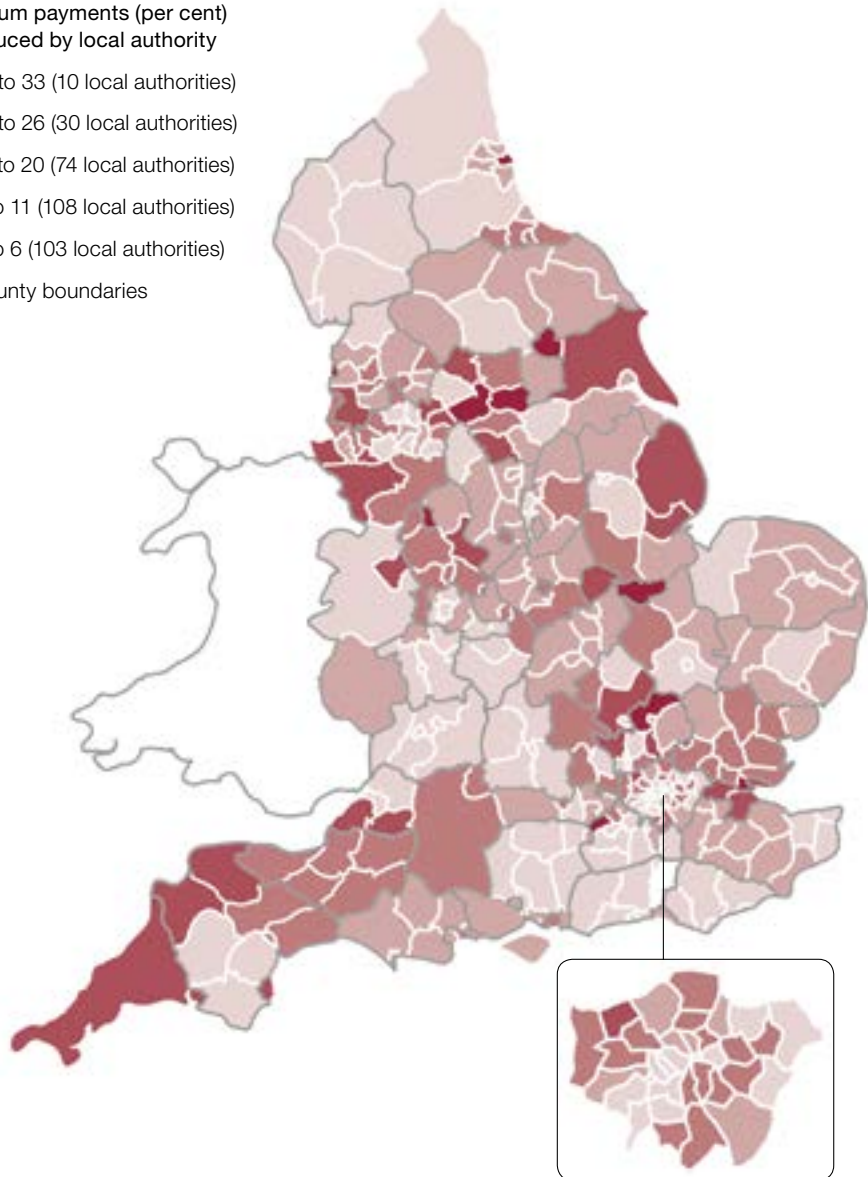 um payments (per cent)
uced by local authority
to 33 (10 local authorities)
to 26 (30 local authorities)
to 20 (74 local authorities)
o 11 (108 local authorities)
o 6 (103 local authorities)
unty boundaries